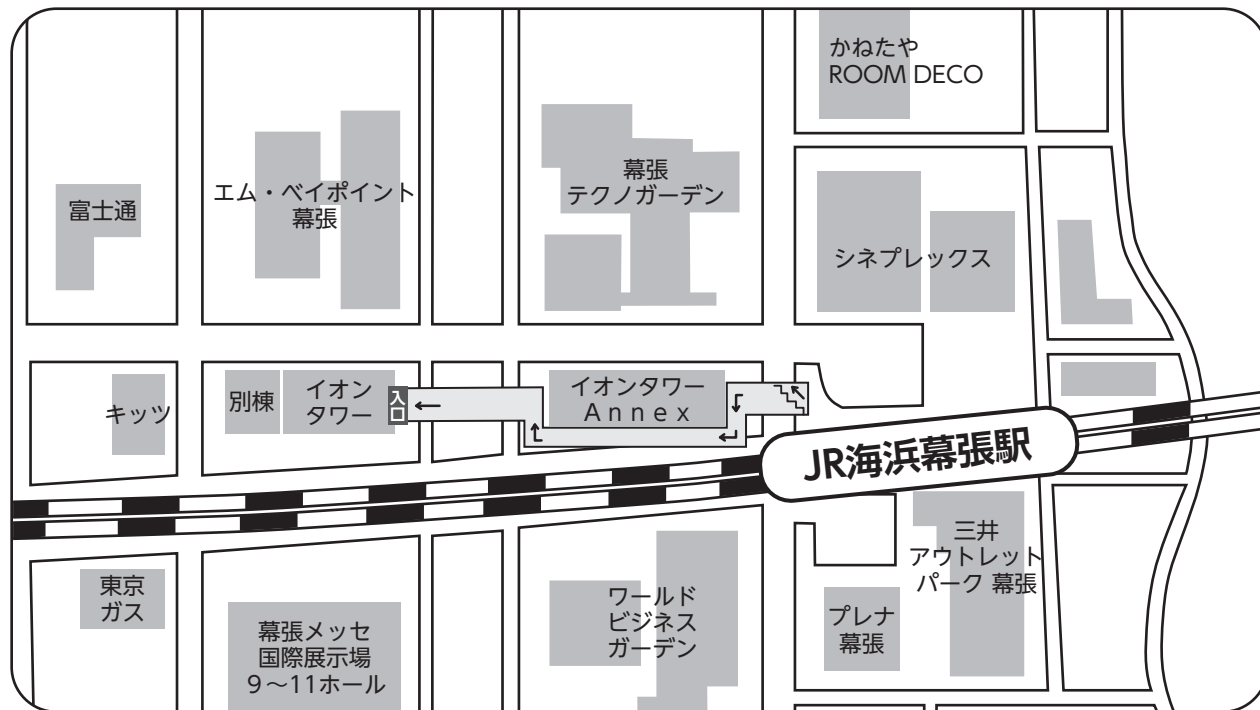 かねたや
ROOM DECO
富士通
エム・ベイポイント
幕張
幕張
テクノガーデン
シネプレックス
キッツ
別棟
イオン
タワー
入口
イオンタワー
Ａｎｎｅｘ
JR海浜幕張駅
東京
ガス
幕張メッセ
国際展示場
９～11ホール
ワールド
ビジネス
ガーデン
プレナ
幕張
三井
アウトレット
パーク 幕張